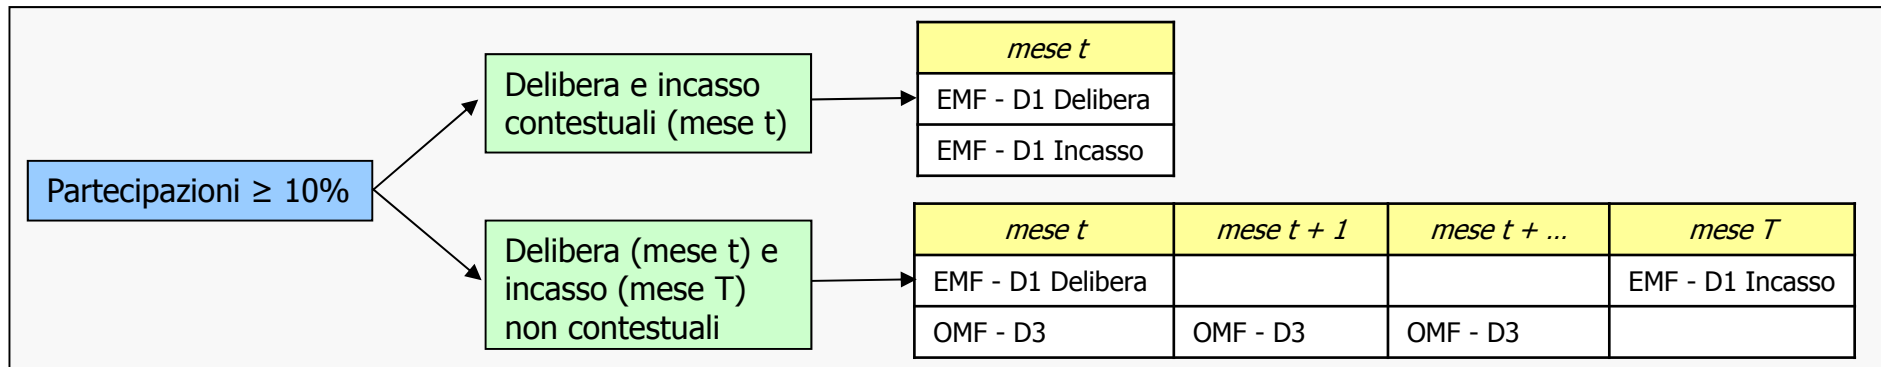 Partecipazioni ≥ 10%
Delibera e incasso
contestuali (mese t)
mese t
EMF - D1 Delibera
EMF - D1 Incasso
Delibera (mese t) e
incasso (mese T)
non contestuali
mese t mese t + 1 mese t + ... mese T
EMF - D1 Delibera EMF - D1 Incasso
OMF - D3 OMF - D3 OMF - D3